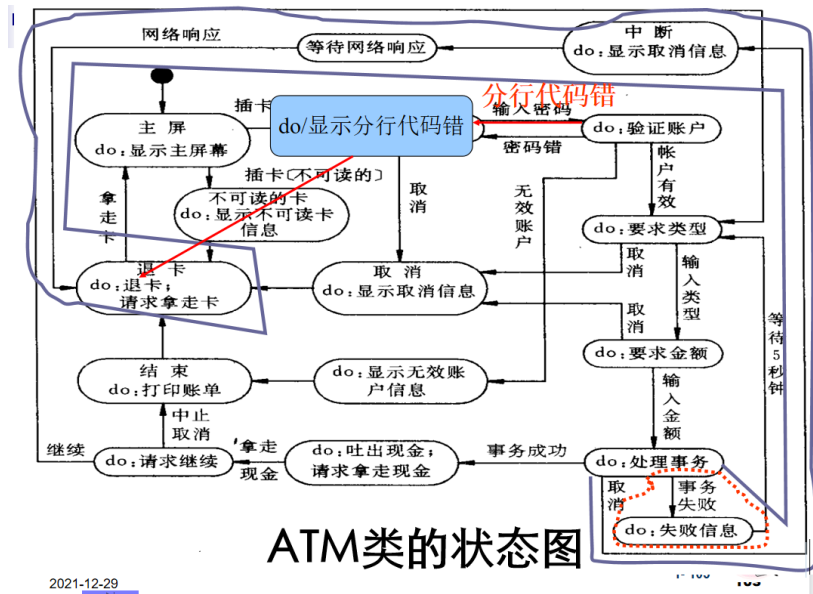 网络响应
等待网络响应
中 断
do:显示取消信息
分行代码错
插卡
do/显示分行代码错
输入密码
密码错
主 屏
do:显示主屏幕
do:验证账户
插卡〔不可读的〕
帐户有效
拿走卡
不可读的卡
do:显示不可读卡
信息
取消
无效账户
do:要求类型
退 卡
do:退卡;
请求拿走卡
取 消
do:显示取消信息
取消
输入类型
取消
等待5秒钟
do:要求金额
结 束
do:打印账单
do:显示无效账
户信息
输入金额
中止
取消
继续
do:请求继续
拿走
现金
do:吐出现金;
请求拿走现金
事务成功
do:处理事务
取消
事务
失败
do:失败信息
ATM类的状态图
2021-12-29